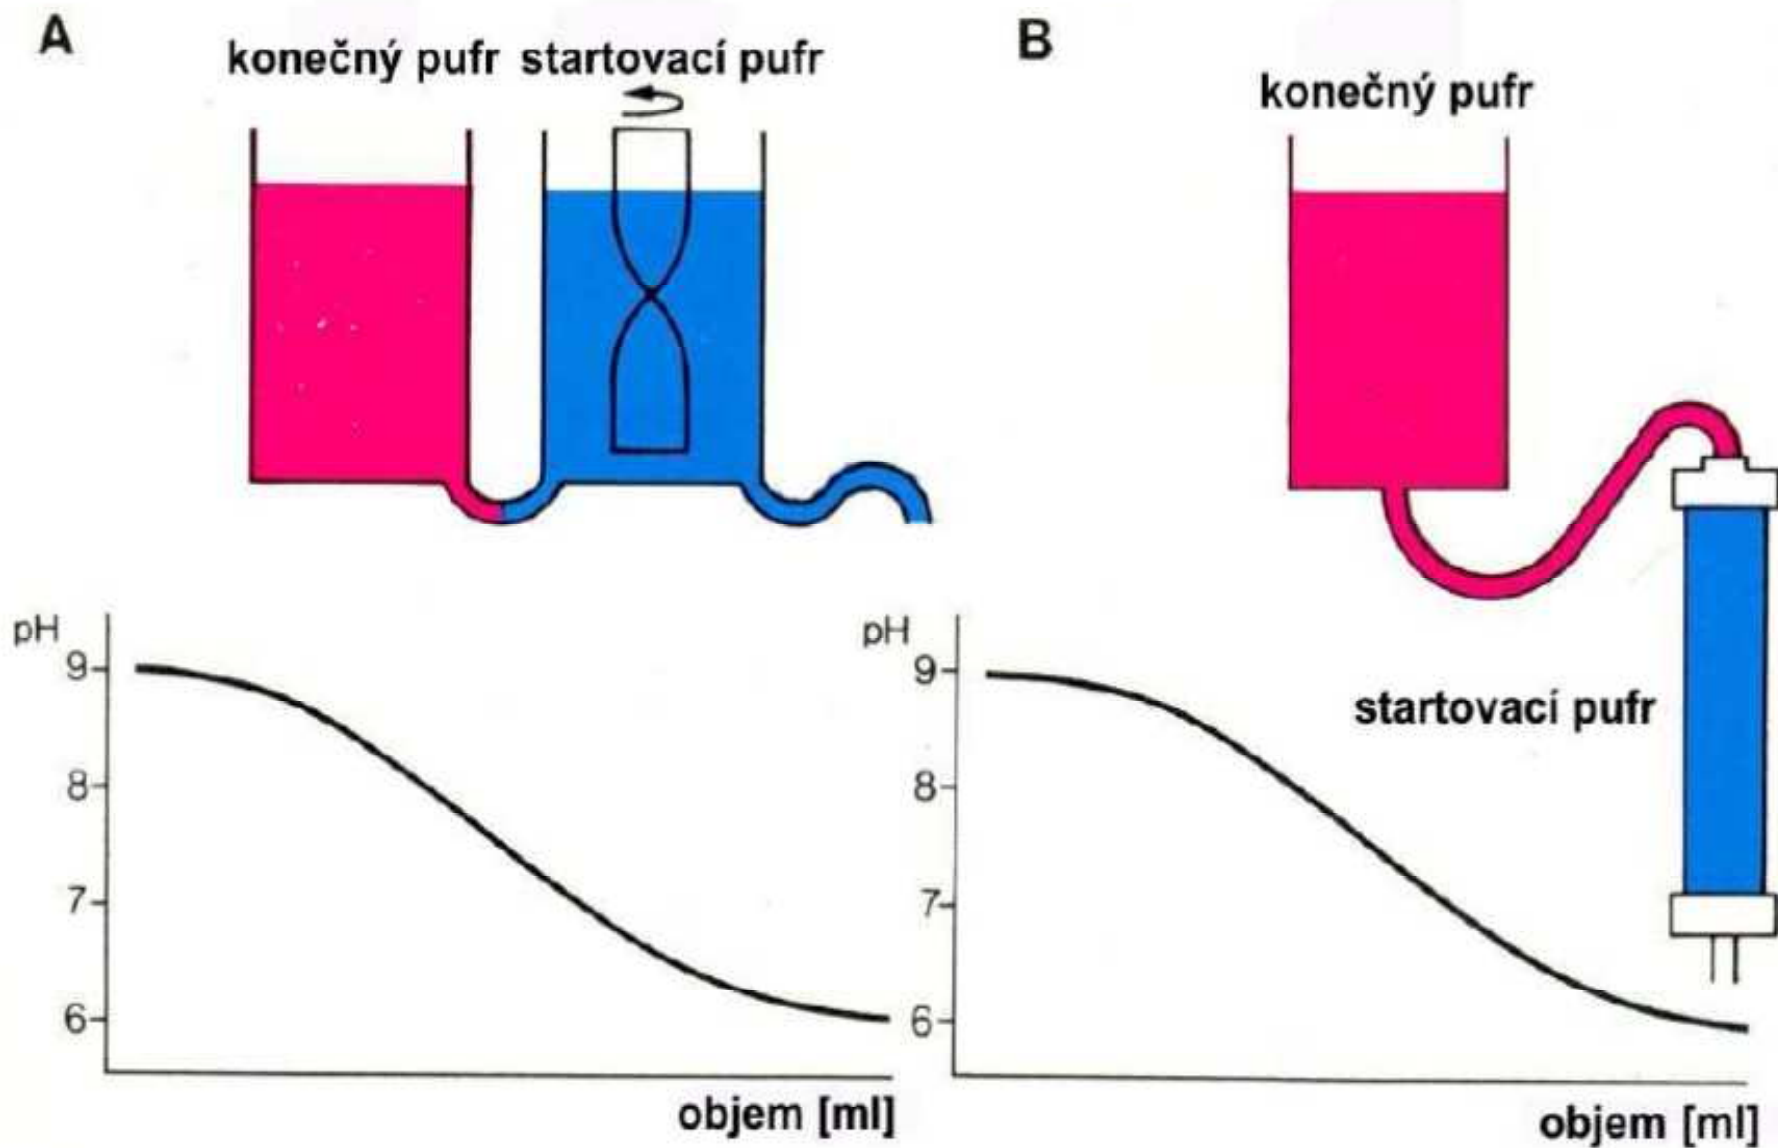 A
konečný pufr startovací pufr
B
konečný pufr
pH
9
8
7
6
objem [ml]
pH
9
8
7
6
startovací pufr
objem [ml]